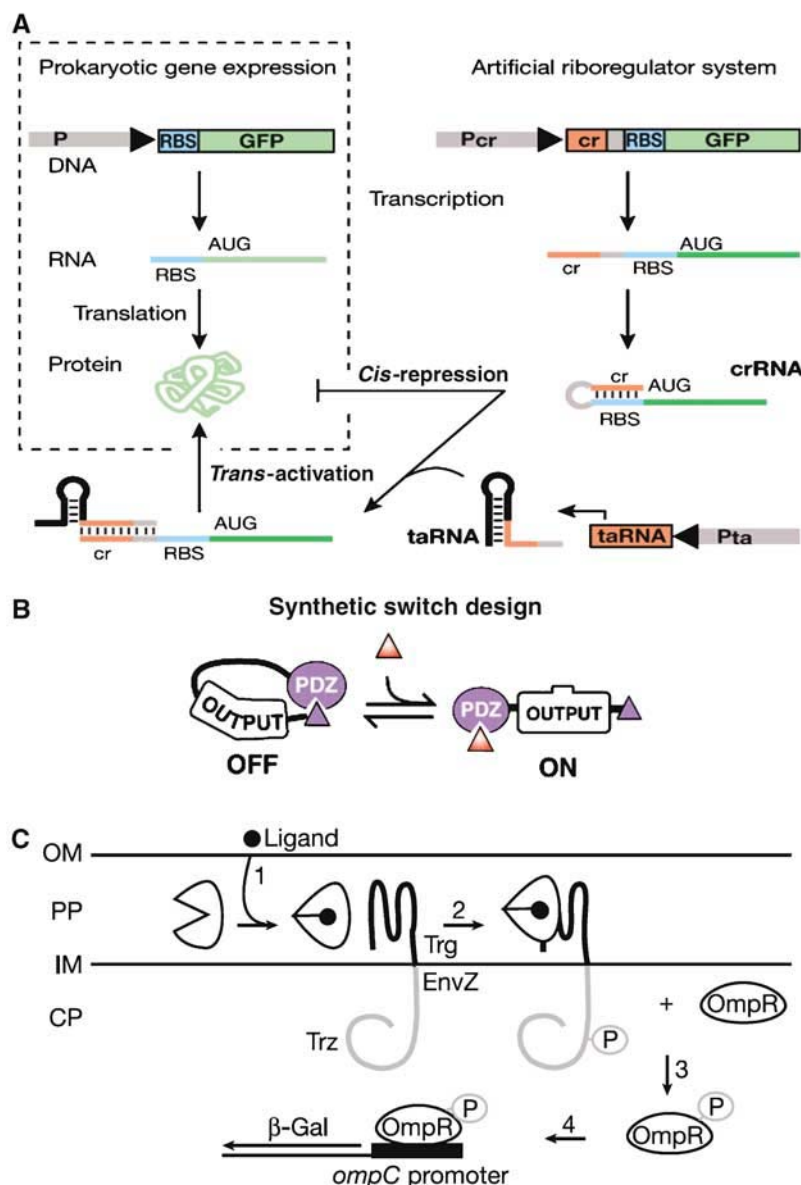 A
Prokaryotic gene expression
Artificial riboregulator system
P
RBS
GFP
DNA
Pcr
cr
RBS
GFP
Transcription
RNA
AUG
RBS
AUG
cr
RBS
Translation
Protein
Cis-repression
cr
AUG
crRNA
RBS
Trans-activation
AUG
cr
RBS
taRNA
taRNA
Pta
B
Synthetic switch design
PDZ
OUTPUT
OFF
PDZ
OUTPUT
ON
C
OM
Ligand
1
PP
2
Trg
IM
EnvZ
CP
Trz
P
+
OmpR
3
P
OmpR
4
P
OmpR
β-Gal
ompC promoter